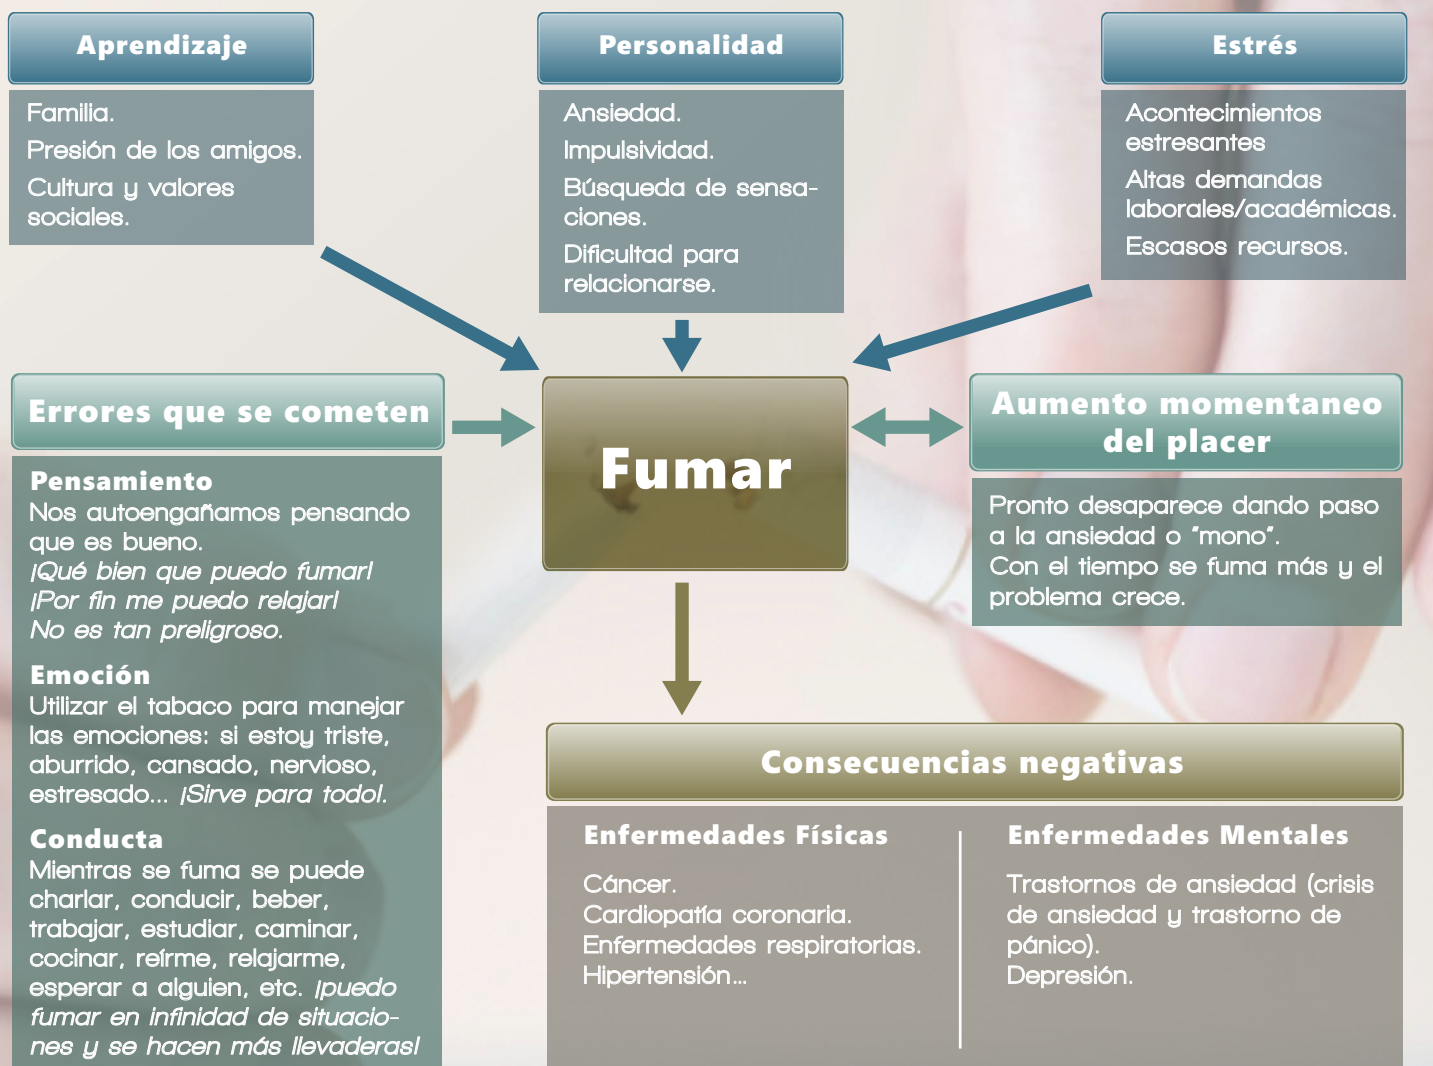 Aprendizaje
Familia.
Presión de los amigos.
Cultura y valores
sociales.
Personalidad
Ansiedad.
Impulsividad.
Búsqueda de sensa-
ciones.
Dificultad para
relacionarse.
Estrés
Acontecimientos
estresantes
Altas demandas
laborales/académicas.
Escasos recursos.
Errores que se cometen
Pensamiento
Nos autoengañamos pensando
que es bueno.
¡Qué bien que puedo fumar!
¡Por fin me puedo relajar!
No es tan preligroso.
Emoción
Utilizar el tabaco para manejar
las emociones: si estoy triste,
aburrido, cansado, nervioso,
estresado... ¡Sirve para todo!.
Conducta
Mientras se fuma se puede
charlar, conducir, beber,
trabajar, estudiar, caminar,
cocinar, reírme, relajarme,
esperar a alguien, etc. ¡puedo
fumar en infinidad de situacio-
nes y se hacen más llevaderas!
Fumar
Aumento momentaneo
del placer
Pronto desaparece dando paso
a la ansiedad o "mono".
Con el tiempo se fuma más y el
problema crece.
Consecuencias negativas
Enfermedades Físicas
Cáncer.
Cardiopatía coronaria.
Enfermedades respiratorias.
Hipertensión...
Enfermedades Mentales
Trastornos de ansiedad (crisis
de ansiedad y trastorno de
pánico).
Depresión.